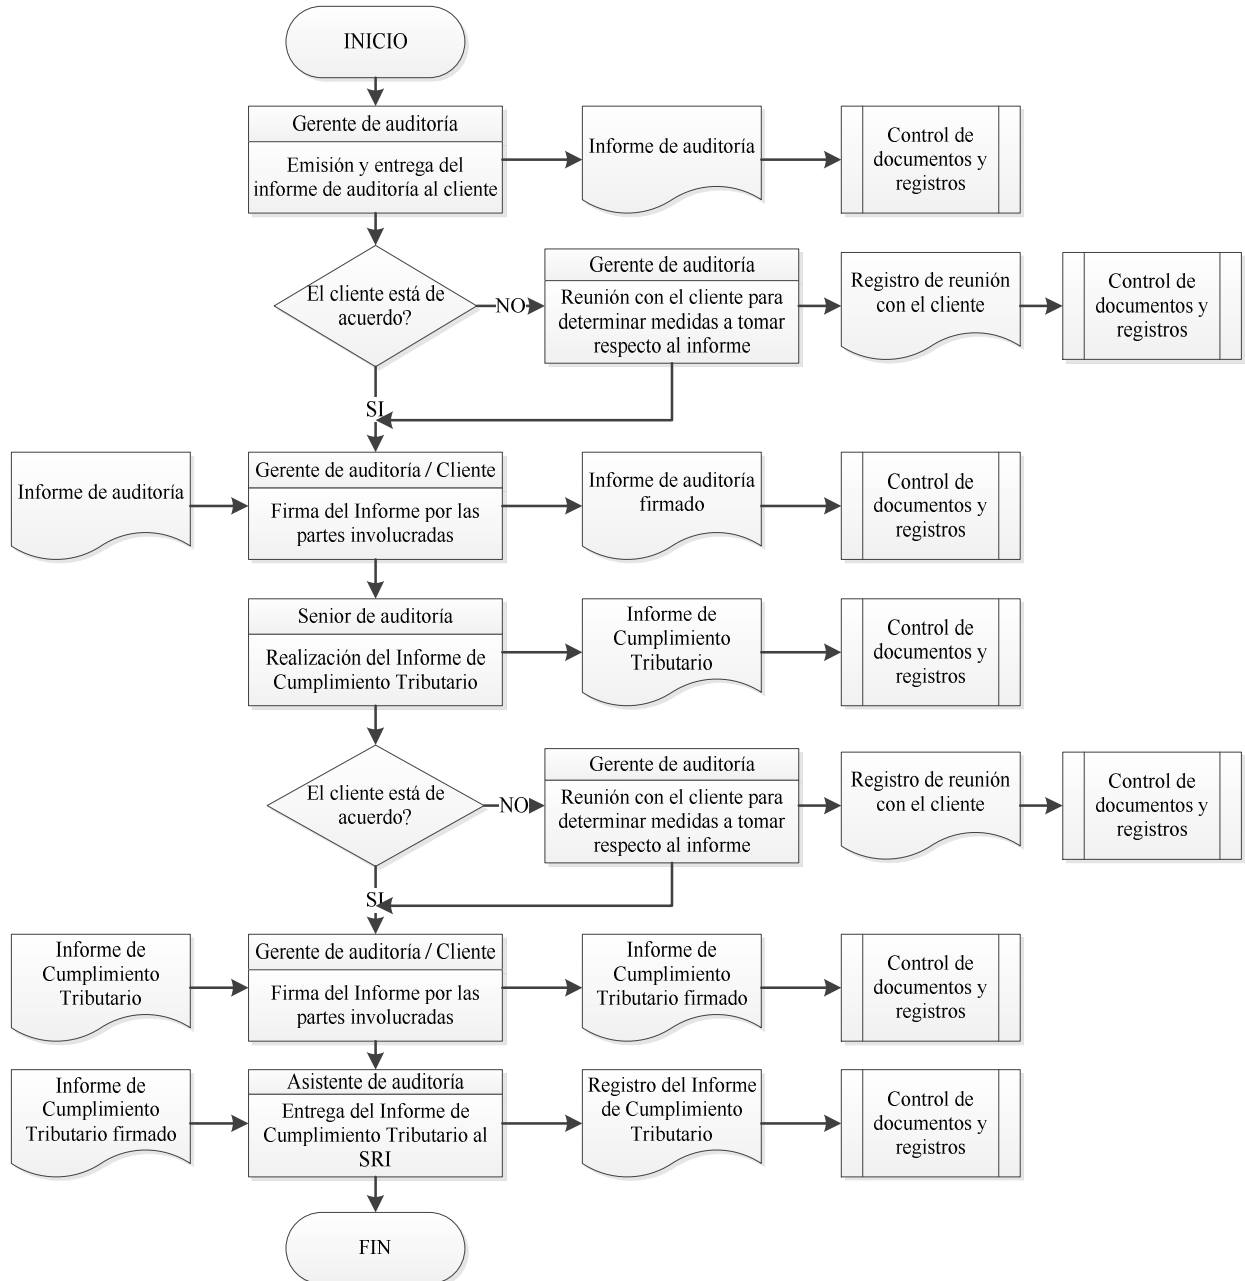 INICIO
Gerente de auditoría
Emisión y entrega del
informe de auditoría al cliente
Informe de auditoría
Control de
documentos y
registros
El cliente está de
acuerdo?
NO
Gerente de auditoría
Reunión con el cliente para
determinar medidas a tomar
respecto al informe
Registro de reunión
con el cliente
Control de
documentos y
registros
SI
Informe de auditoría
Gerente de auditoría / Cliente
Firma del Informe por las
partes involucradas
Informe de auditoría
firmado
Control de
documentos y
registros
Senior de auditoría
Realización del Informe de
Cumplimiento Tributario
Informe de
Cumplimiento
Tributario
Control de
documentos y
registros
El cliente está de
acuerdo?
NO
Gerente de auditoría
Reunión con el cliente para
determinar medidas a tomar
respecto al informe
Registro de reunión
con el cliente
Control de
documentos y
registros
SI
Informe de
Cumplimiento
Tributario
Gerente de auditoría / Cliente
Firma del Informe por las
partes involucradas
Informe de
Cumplimiento
Tributario firmado
Control de
documentos y
registros
Informe de
Cumplimiento
Tributario firmado
Asistente de auditoría
Entrega del Informe de
Cumplimiento Tributario al
SRI
Registro del Informe
de Cumplimiento
Tributario
Control de
documentos y
registros
FIN